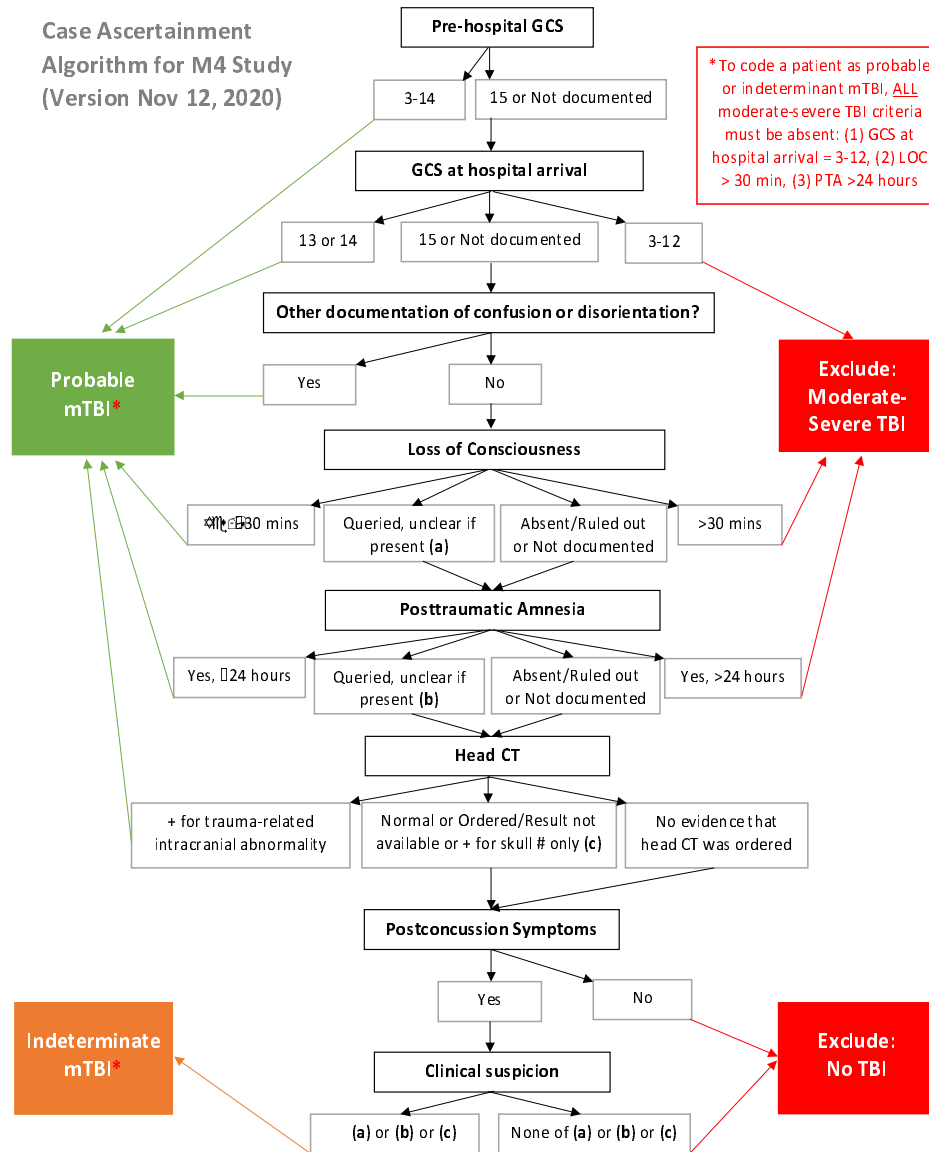 Case Ascertainment
Algorithm for M4 Study
(Version Nov 12, 2020)
Pre-hospital GCS
* To code a patient as probable
or indeterminant mTBI, ALL
moderate-severe TBI criteria
must be absent: (1) GCS at
hospital arrival = 3-12, (2) LOC
> 30 min, (3) PTA >24 hours
3-14
15 or Not documented
GCS at hospital arrival
13 or 14
15 or Not documented
3-12
Other documentation of confusion or disorientation?
Probable
mTBI*
Yes
No
Exclude:
Moderate-
Severe TBI
Loss of Consciousness
30 mins
Queried, unclear if
present (a)
Absent/Ruled out
or Not documented
>30 mins
Posttraumatic Amnesia
Yes, 24 hours
Queried, unclear if
present (b)
Absent/Ruled out
or Not documented
Yes, >24 hours
Head CT
+ for trauma-related
intracranial abnormality
Normal or Ordered/Result not
available or + for skull # only (c)
No evidence that
head CT was ordered
Postconcussion Symptoms
Yes
No
Indeterminate
mTBI*
Clinical suspicion
Exclude:
No TBI
(a) or (b) or (c)
None of (a) or (b) or (c)